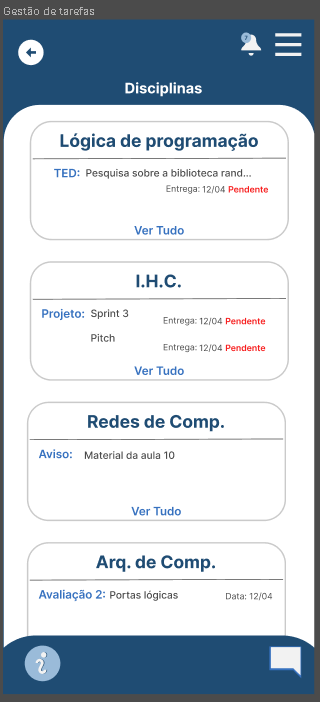 Gestão de tarefas
7
Disciplinas
Lógica de programação
TED: Pesquisa sobre a biblioteca rand...
Entrega: 12/04 Pendente
Ver Tudo
I.H.C.
Projeto: Sprint 3
Entrega: 12/04 Pendente
Pitch
Entrega: 12/04 Pendente
Ver Tudo
Redes de Comp.
Aviso: Material da aula 10
Ver Tudo
Arq. de Comp.
Avaliação 2: Portas lógicas Data: 12/04
i